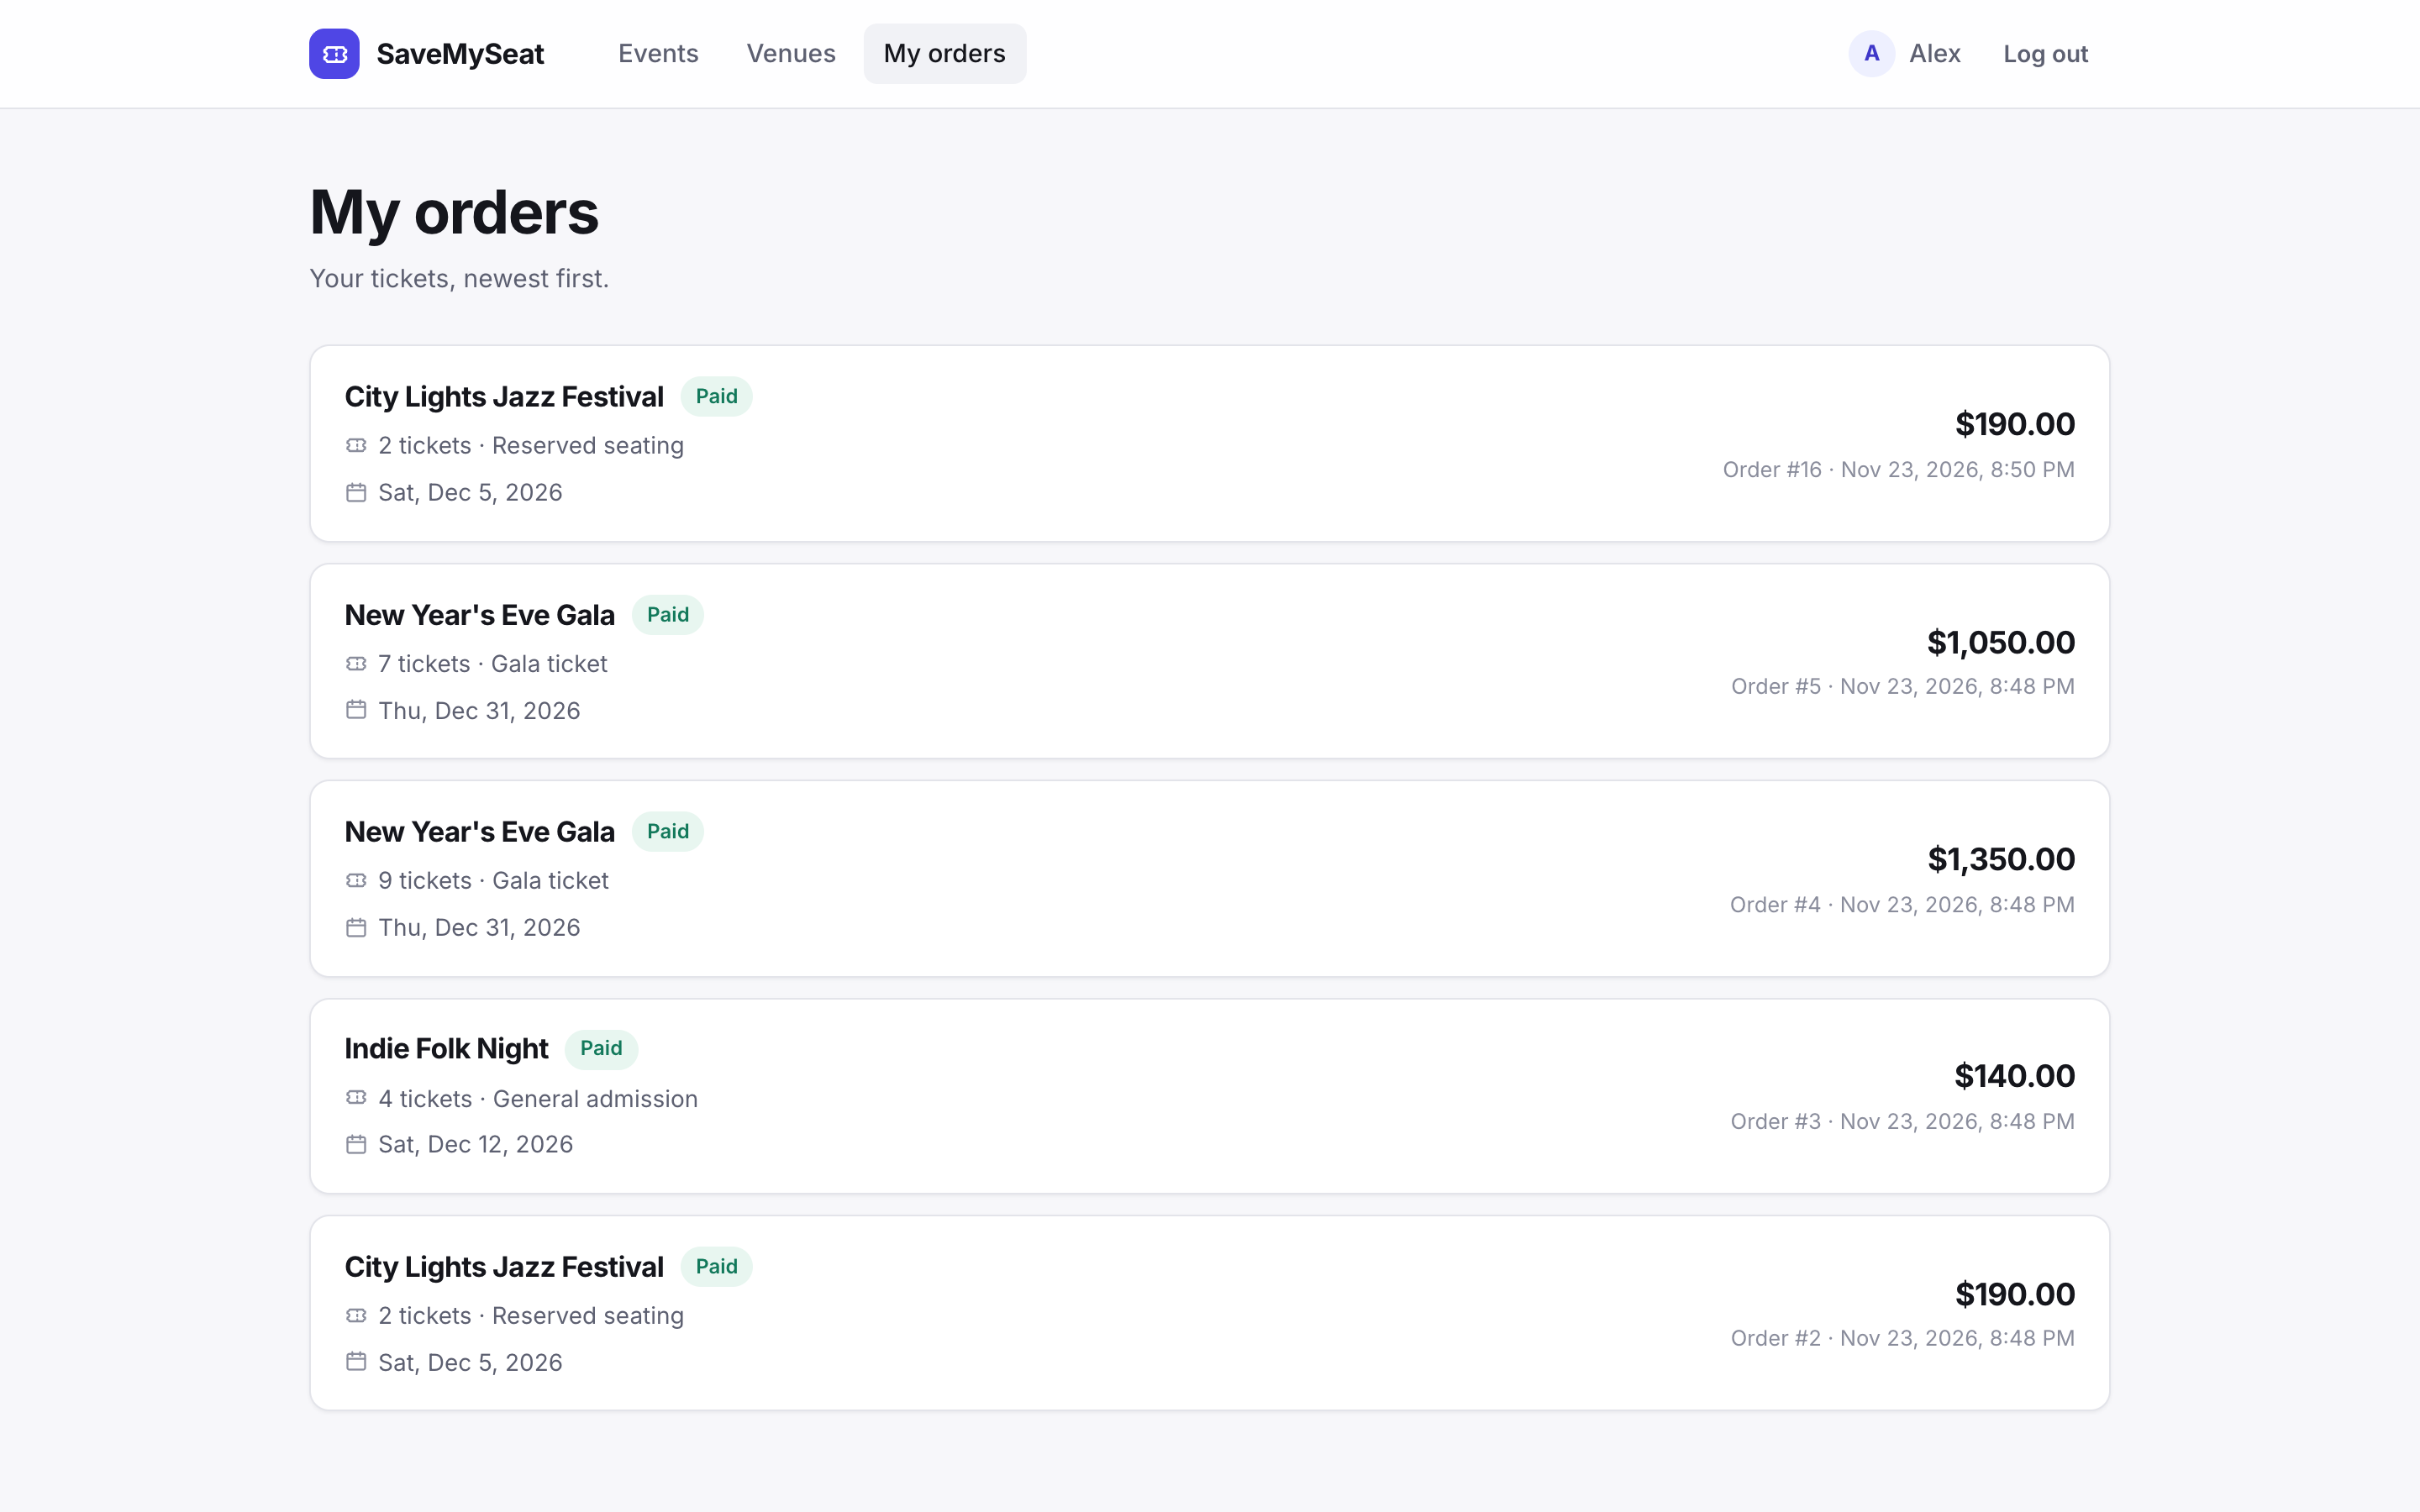 SaveMySeat Events Venues My orders A Alex Log out
My orders
Your tickets, newest first.
City Lights Jazz Festival Paid
2 tickets · Reserved seating
Sat, Dec 5, 2026
$190.00
Order #16 · Nov 23, 2026, 8:50 PM
New Year's Eve Gala Paid
7 tickets · Gala ticket
Thu, Dec 31, 2026
$1,050.00
Order #5 · Nov 23, 2026, 8:48 PM
New Year's Eve Gala Paid
9 tickets · Gala ticket
Thu, Dec 31, 2026
$1,350.00
Order #4 · Nov 23, 2026, 8:48 PM
Indie Folk Night Paid
4 tickets · General admission
Sat, Dec 12, 2026
$140.00
Order #3 · Nov 23, 2026, 8:48 PM
City Lights Jazz Festival Paid
2 tickets · Reserved seating
Sat, Dec 5, 2026
$190.00
Order #2 · Nov 23, 2026, 8:48 PM